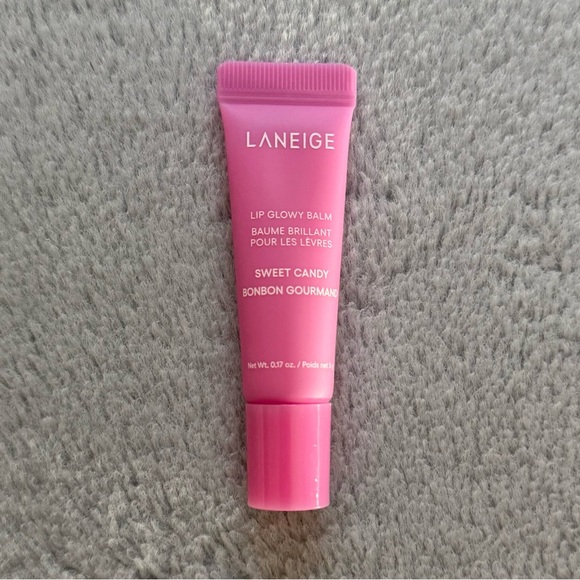 LANEIGE
LIP GLOWY BALM
BAUME BRILLANT
POUR LES LÈVRES
SWEET CANDY
BONBON GOURMAND
Net Wt. 0.17 oz. / Poids net